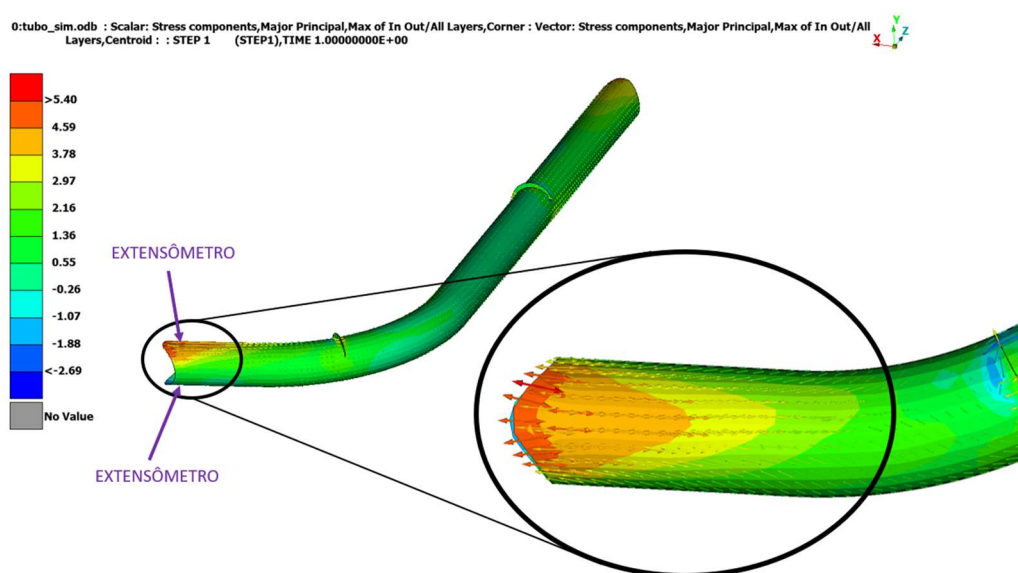 0:tubo_sim.odb : Scalar: Stress components,Major Principal,Max of In Out/All Layers,Corner : Vector: Stress components,Major Principal,Max of In Out/All
Layers,Centroid : : STEP 1 (STEP1),TIME 1.00000000E+00
Y
X
Z
>5.40
4.59
3.78
2.97
2.16
1.36
0.55
-0.26
-1.07
-1.88
<-2.69
No Value
EXTENSÔMETRO
EXTENSÔMETRO